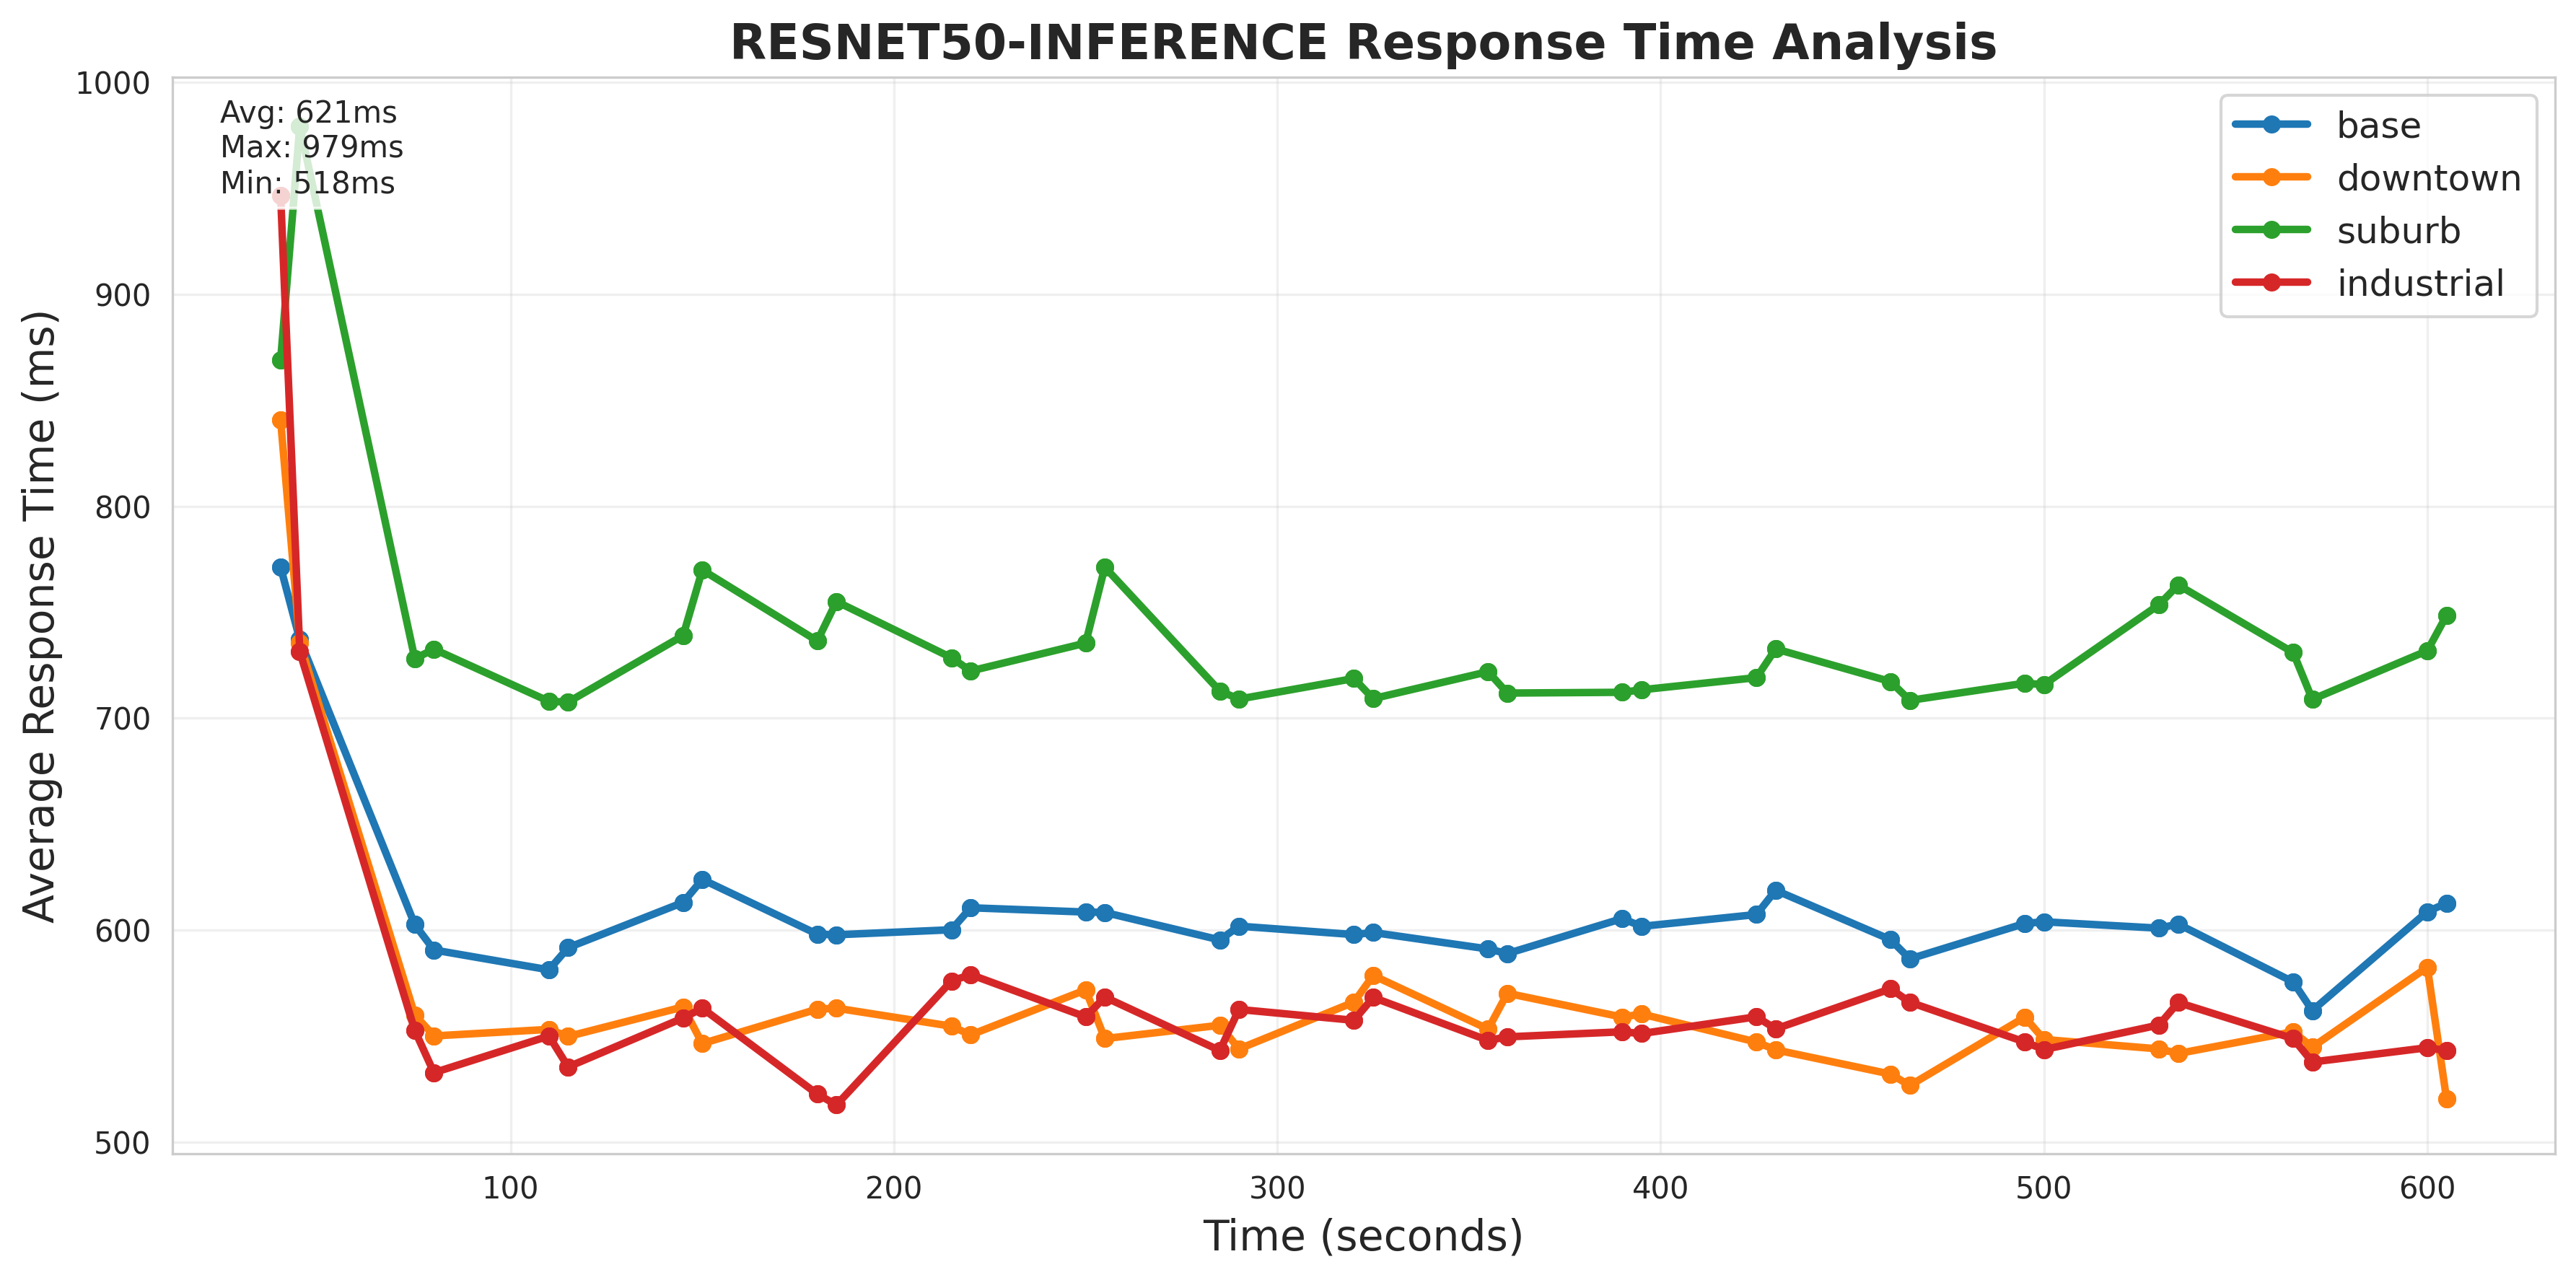 RESNET50-INFERENCE Response Time Analysis
Avg: 621ms
Max: 979ms
Min: 518ms
base
downtown
suburb
industrial
Average Response Time (ms)
1000
900
800
700
600
500
100
200
300
400
500
600
Time (seconds)